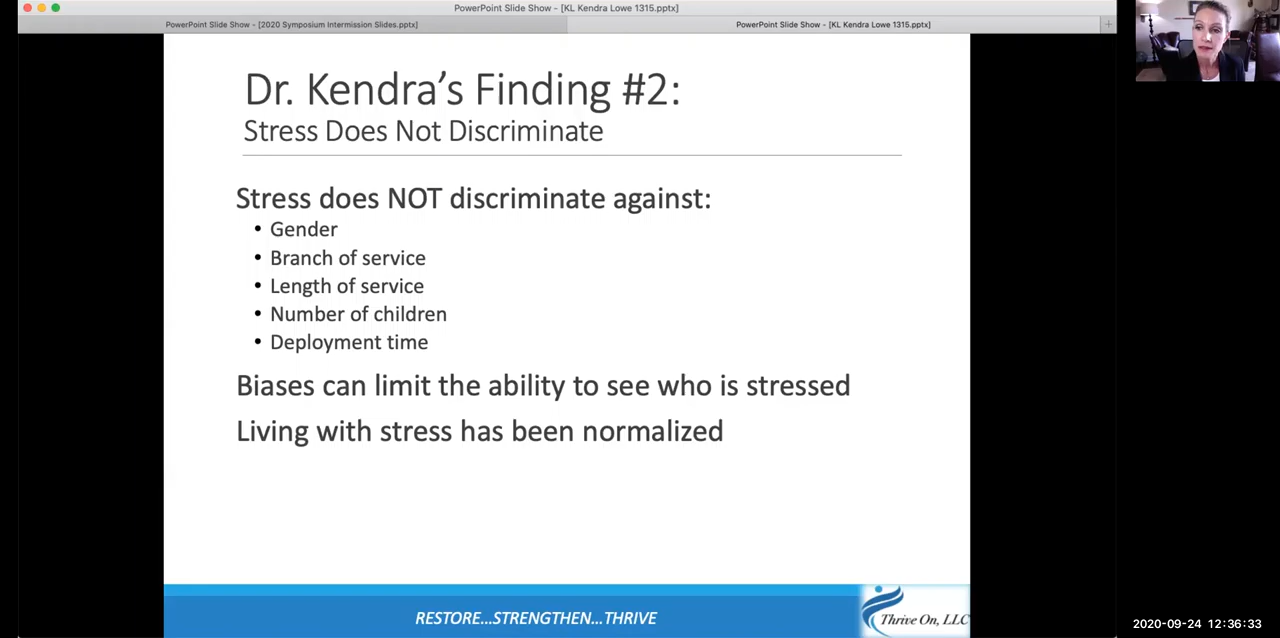 PowerPoint Slide Show - [KL Kendra Lowe 1315.pptx]
PowerPoint Slide Show - [2020 Symposium Intermission Slides.pptx]
PowerPoint Slide Show - [KL Kendra Lowe 1315.pptx]
Dr. Kendra's Finding #2:
Stress Does Not Discriminate
Stress does NOT discriminate against:
• Gender
• Branch of service
• Length of service
• Number of children
• Deployment time
Biases can limit the ability to see who is stressed
Living with stress has been normalized
RESTORE...STRENGTHEN...THRIVE
Thrive On, LLC
2020-09-24 12:36:33